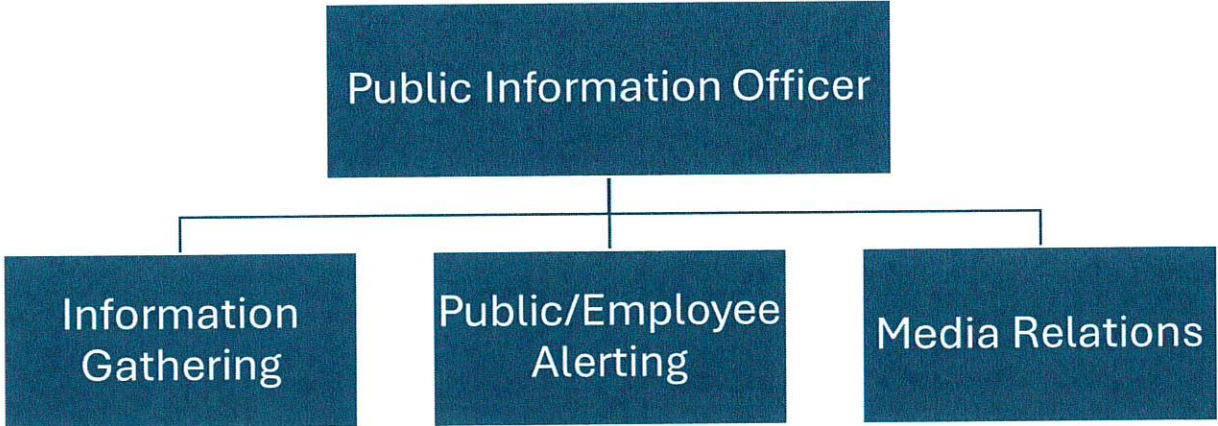 Public Information Officer
Information
Gathering
Public/Employee
Alerting
Media Relations